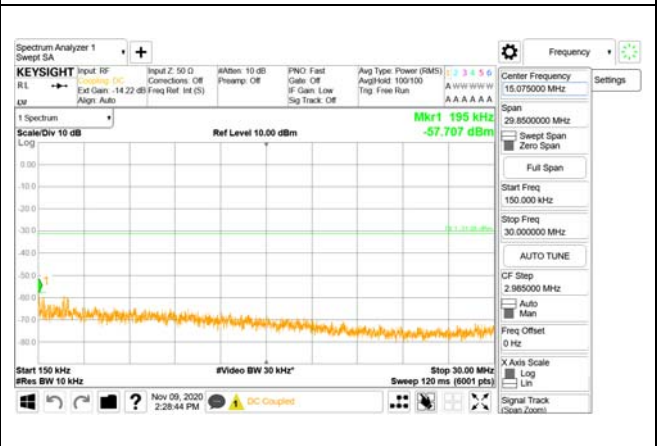 Spectrum Analyzer 1
Swept SA
+
Frequency
KEYSIGHT
Input: RF
Input Z: 50 Ω
#Atten: 10 dB
PNO: Fast
Avg Type: Power (RMS)
1 2 3 4 5 6
RL
Coupling: DC
Corrections: Off
Preamp: Off
Gate: Off
Avg|Hold: 100/100
A W W W W W
Ext Gain: -14.22 dB
Freq Ref: Int (S)
IF Gain: Low
Trig: Free Run
Align: Auto
Sig Track: Off
A A A A A A
Center Frequency
15.075000 MHz
Settings
1 Spectrum
Mkr1 195 kHz
Scale/Div 10 dB
Ref Level 10.00 dBm
-57.707 dBm
Log
0.00
-10.0
-20.0
-30.0
-40.0
-50.0
-60.0
-70.0
-80.0
Start 150 kHz
#Video BW 30 kHz*
Stop 30.00 MHz
#Res BW 10 kHz
Sweep 120 ms (6001 pts)
Span
29.8500000 MHz
Swept Span
Zero Span
Full Span
Start Freq
150.000 kHz
Stop Freq
30.000000 MHz
AUTO TUNE
CF Step
2.985000 MHz
Auto
Man
Freq Offset
0 Hz
X Axis Scale
Log
Lin
Signal Track
(Span Zoom)
?
Nov 09, 2020
2:28:44 PM
DC Coupled